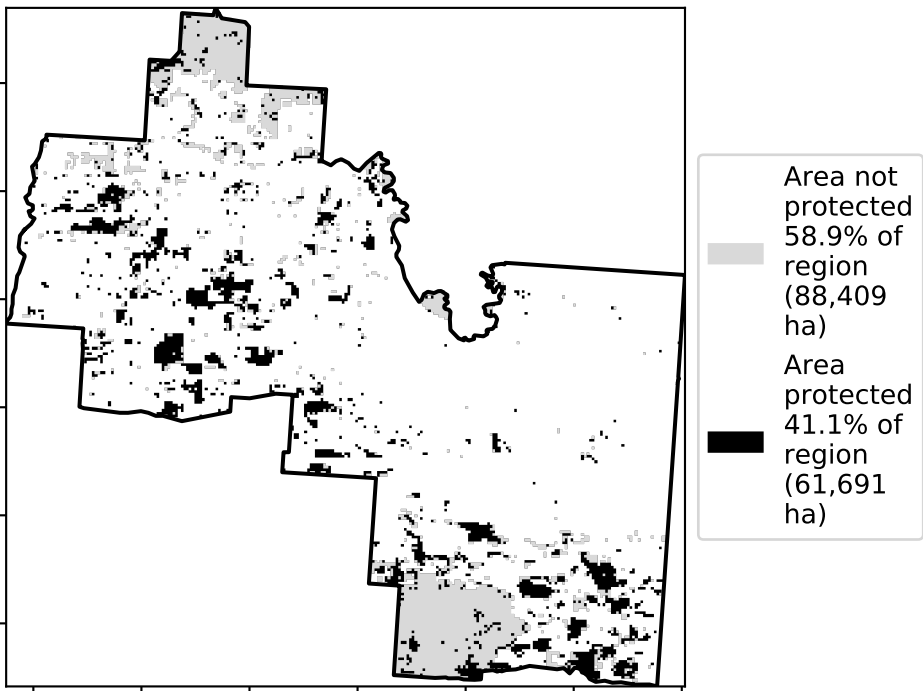 Area not
protected
58.9% of
region
(88,409
ha)
Area
protected
41.1% of
region
(61,691
ha)